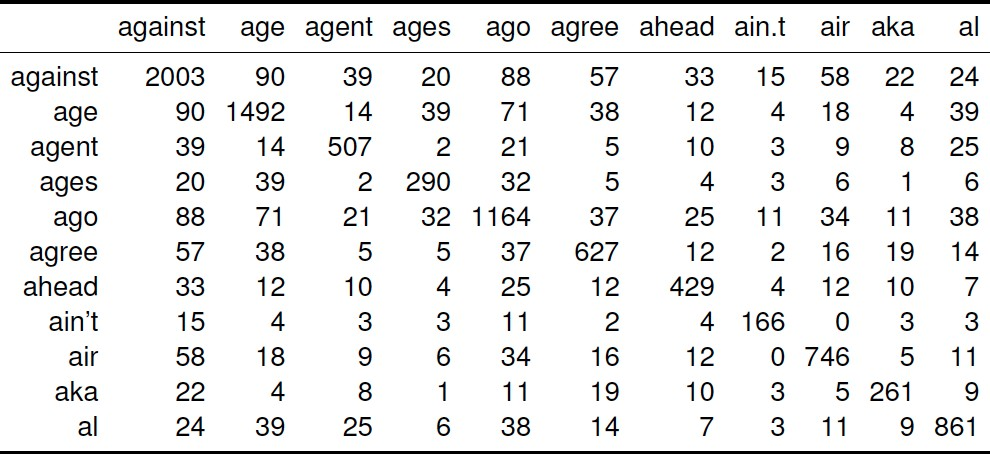 against age agent ages ago agree ahead ain.t air aka al
against 2003 90 39 20 88 57 33 15 58 22 24
age 90 1492 14 39 71 38 12 4 18 4 39
agent 39 14 507 2 21 5 10 3 9 8 25
ages 20 39 2 290 32 5 4 3 6 1 6
ago 88 71 21 32 1164 37 25 11 34 11 38
agree 57 38 5 5 37 627 12 2 16 19 14
ahead 33 12 10 4 25 12 429 4 12 10 7
ain’t 15 4 3 3 11 2 4 166 0 3 3
air 58 18 9 6 34 16 12 0 746 5 11
aka 22 4 8 1 11 19 10 3 5 261 9
al 24 39 25 6 38 14 7 3 11 9 861